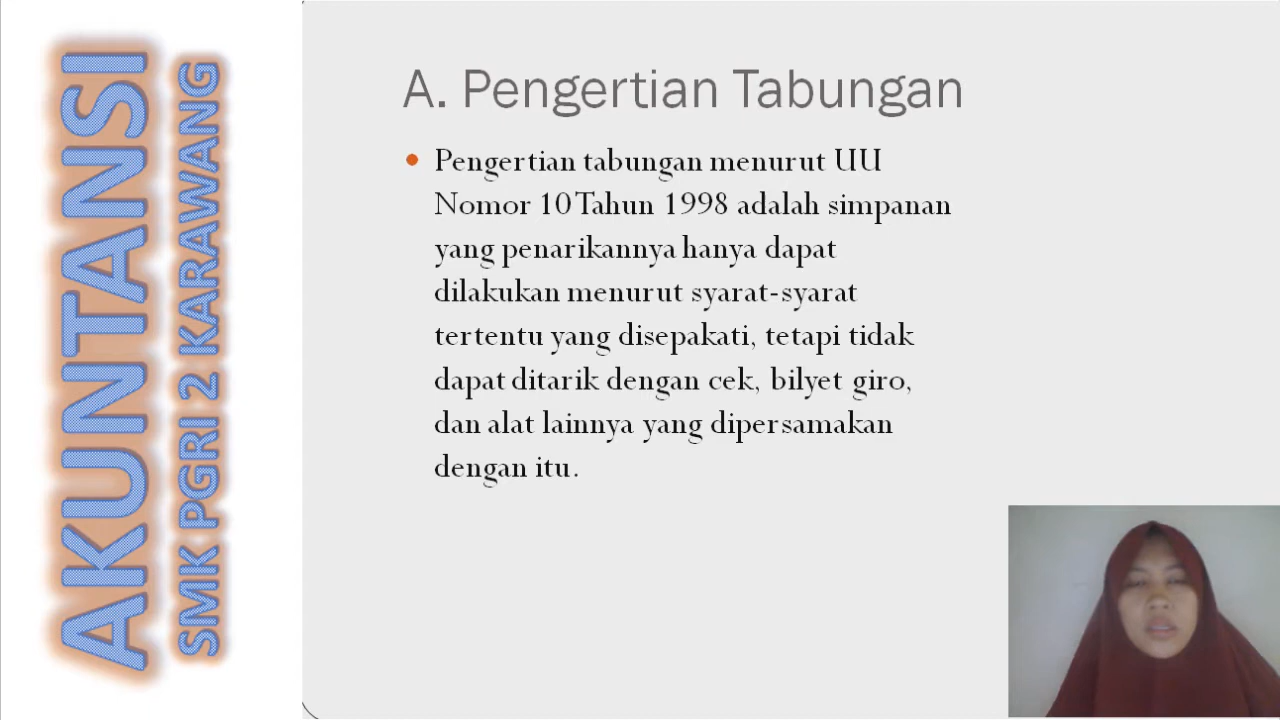 AKUNTANSI
SMK PGRI 2 KARAWANG
A. Pengertian Tabungan
Pengertian tabungan menurut UU
Nomor 10 Tahun 1998 adalah simpanan
yang penarikannya hanya dapat
dilakukan menurut syarat-syarat
tertentu yang disepakati, tetapi tidak
dapat ditarik dengan cek, bilyet giro,
dan alat lainnya yang dipersamakan
dengan itu.